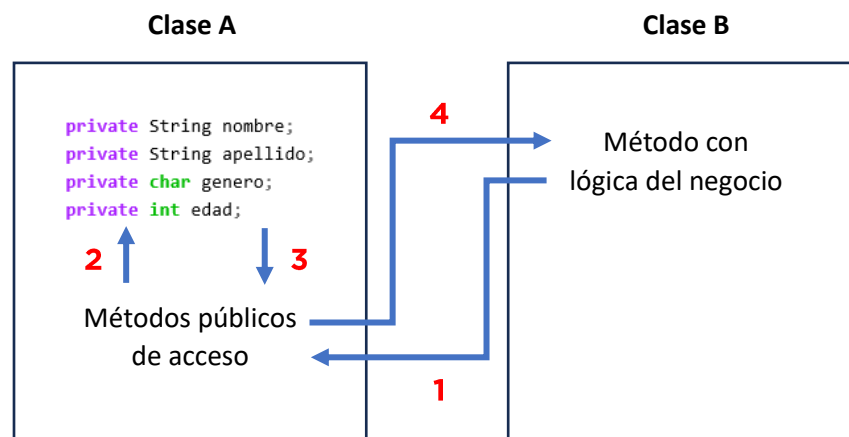 Clase A
Clase B
private String nombre;
private String apellido;
private char genero;
private int edad;
2
3
Métodos públicos
de acceso
4
1
Método con
lógica del negocio